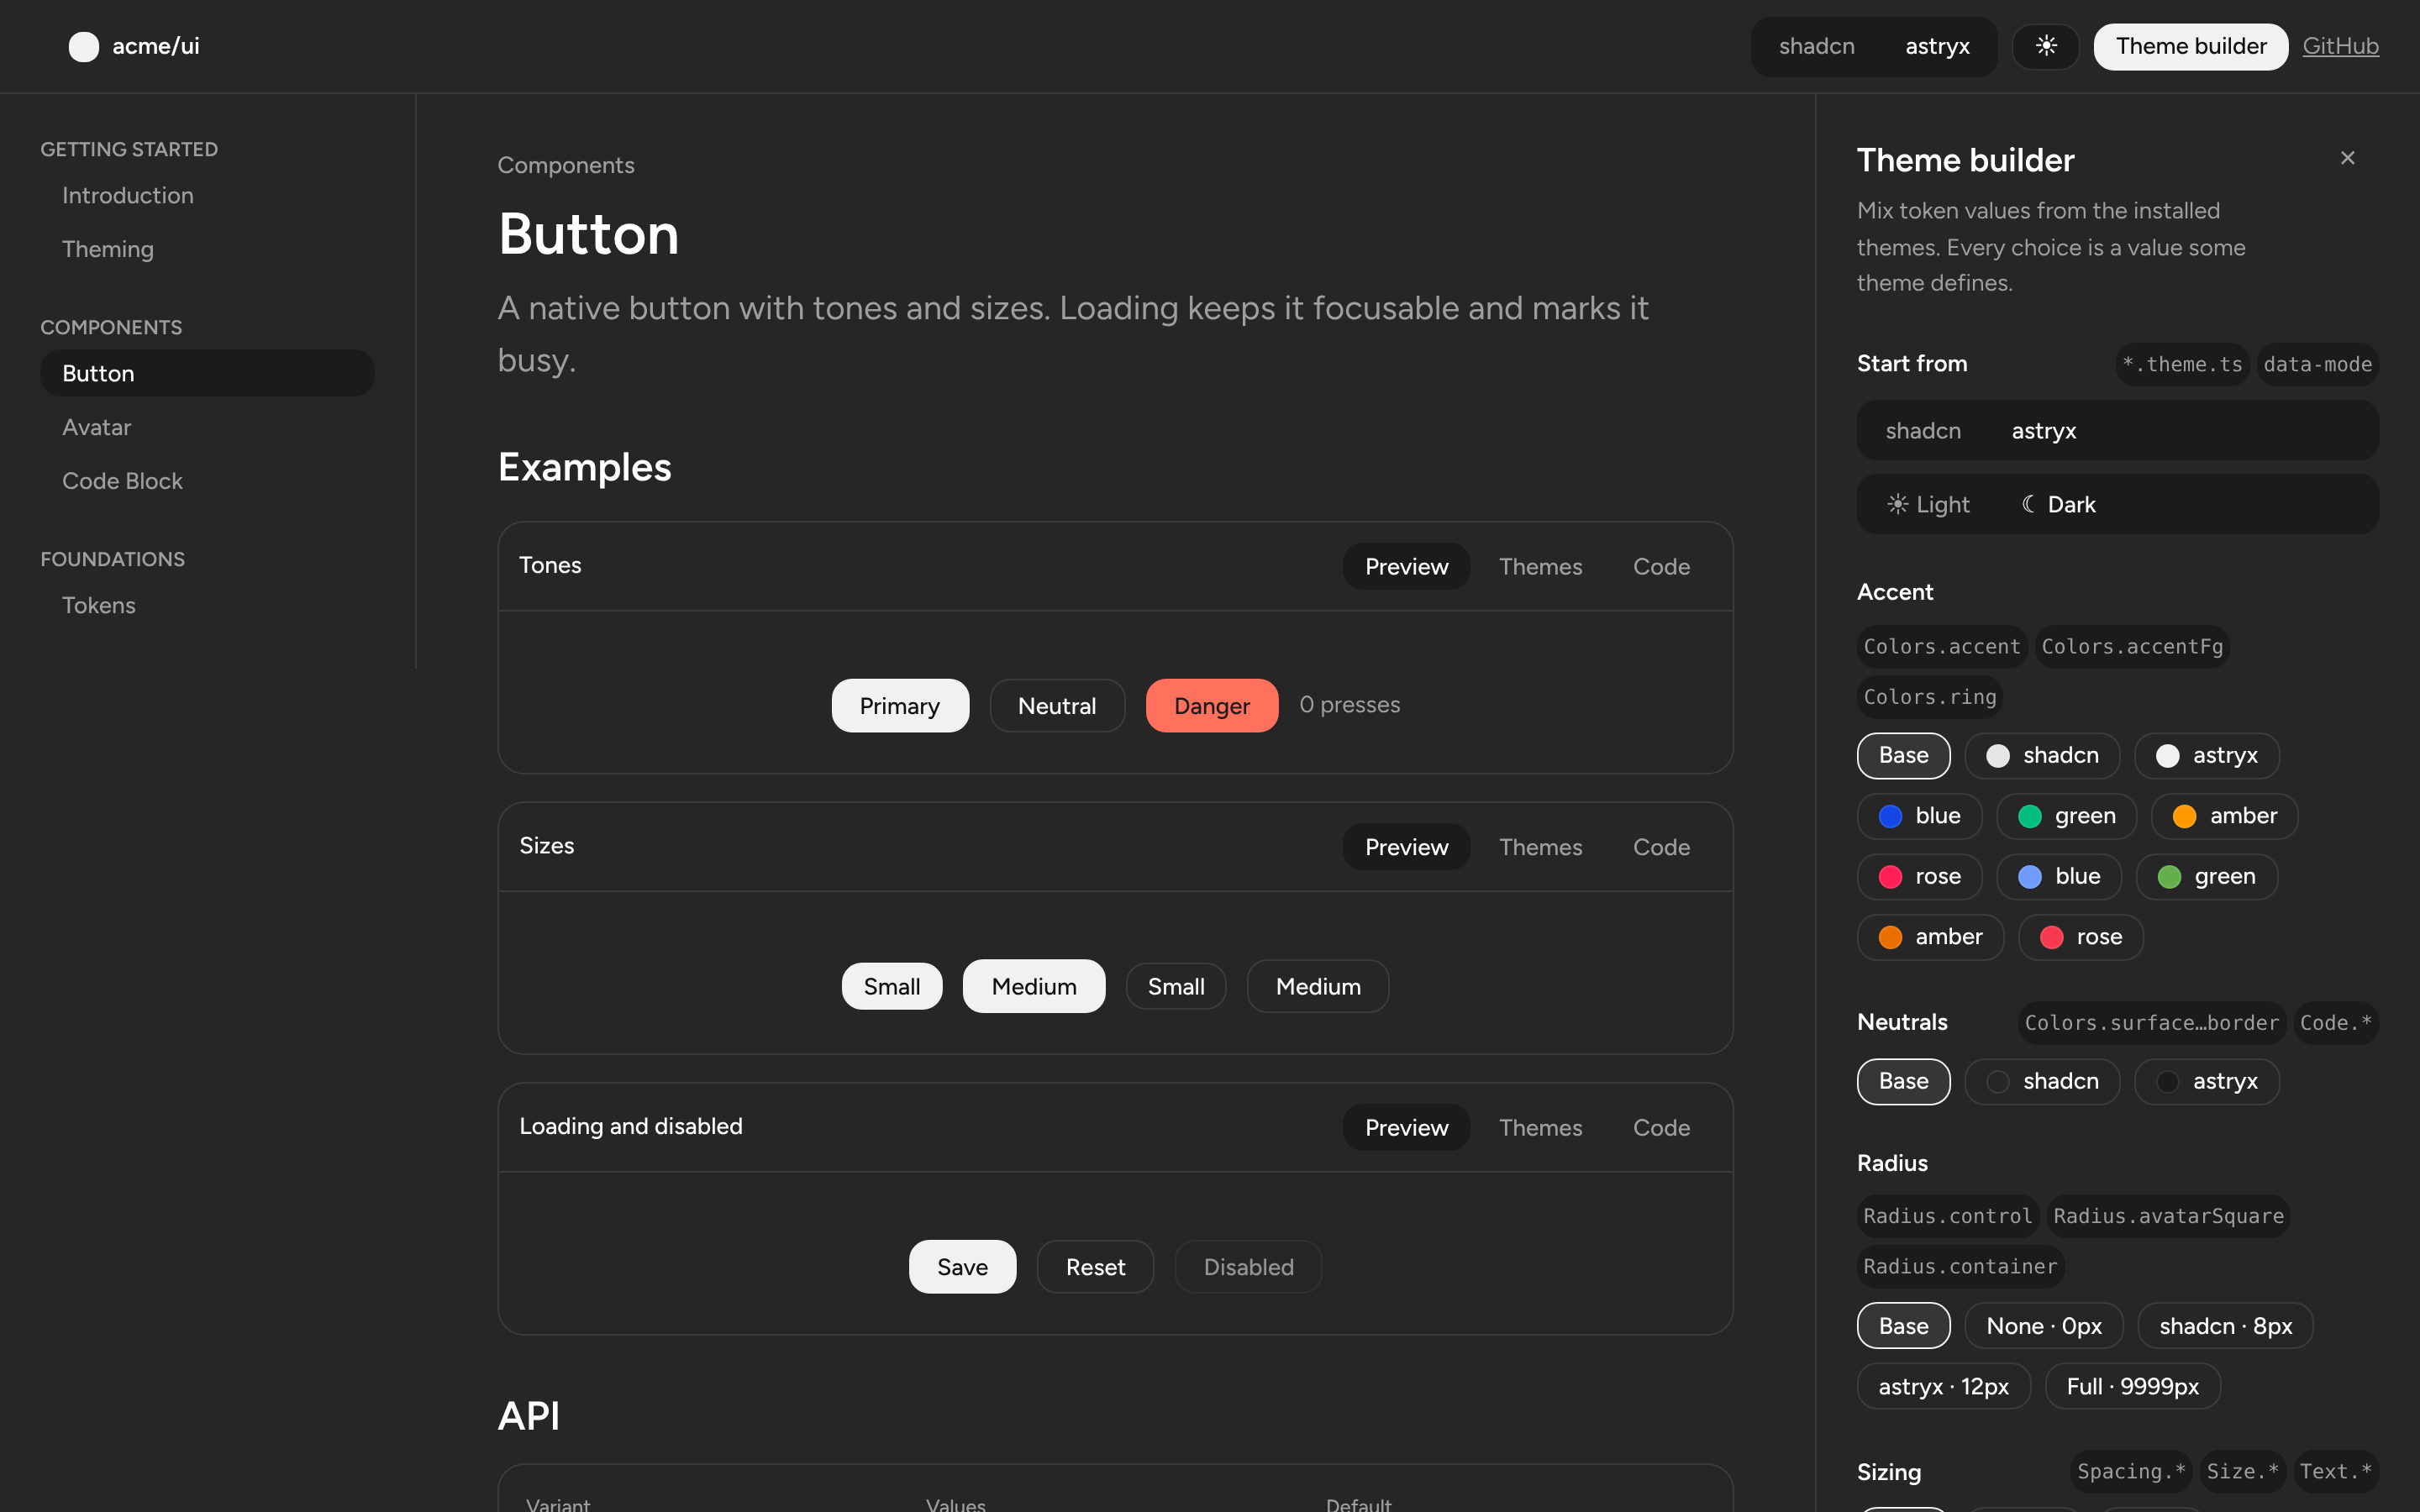 acme/ui
shadcn astryx Theme builder GitHub
GETTING STARTED
Introduction
Theming
COMPONENTS
Button
Avatar
Code Block
FOUNDATIONS
Tokens
Components
Button
A native button with tones and sizes. Loading keeps it focusable and marks it
busy.
Examples
Tones Preview Themes Code
Primary Neutral Danger 0 presses
Sizes Preview Themes Code
Small Medium Small Medium
Loading and disabled Preview Themes Code
Save Reset Disabled
API
Variant Values Default
Theme builder
Mix token values from the installed
themes. Every choice is a value some
theme defines.
Start from *.theme.ts data-mode
shadcn astryx
☀ Light ☾ Dark
Accent
Colors.accent Colors.accentFg
Colors.ring
Base shadcn astryx
blue green amber
rose blue green
amber rose
Neutrals Colors.surface…border Code.*
Base shadcn astryx
Radius
Radius.control Radius.avatarSquare
Radius.container
Base None · 0px shadcn · 8px
astryx · 12px Full · 9999px
Sizing Spacing.* Size.* Text.*